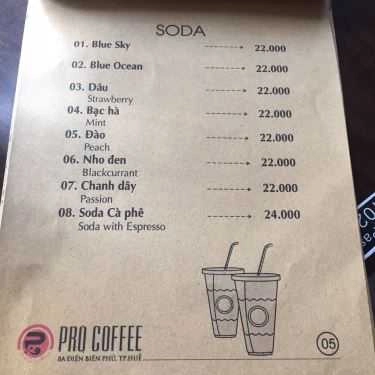 SODA
01. Blue Sky 22.000
02. Blue Ocean 22.000
03. Dâu 22.000
Strawberry
04. Bạc hà 22.000
Mint
05. Đào 22.000
Peach
06. Nho đen 22.000
Blackcurrant
07. Chanh dây 22.000
Passion
08. Soda Cà phê 24.000
Soda with Espresso
PRO COFFEE
8A ĐIỆN BIÊN PHỦ, TP.HUẾ
05